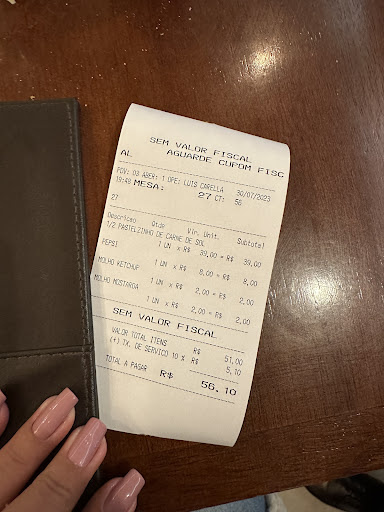 SEM VALOR FISCAL
AGUARDE CUPOM FISC
AL
PDV: 03 ABER: 1 OPE: LUIS CARELLA 30/07/2023
19:48 MESA: 27 CT: 56
27
Descricao Qtde Vlr. Unit. Subtotal
1/2 PASTELZINHO DE CARNE DE SOL
1 UN x R$ 39,00 = R$ 39,00
PEPSI
1 UN x R$ 8,00 = R$ 8,00
MOLHO KETCHUP
1 UN x R$ 2,00 = R$ 2,00
MOLHO MOSTARDA
1 UN x R$ 2,00 = R$ 2,00
SEM VALOR FISCAL
VALOR TOTAL ITENS R$ 51,00
(+) TX. DE SERVICO 10 % R$ 5,10
TOTAL A PAGAR R$ 56,10